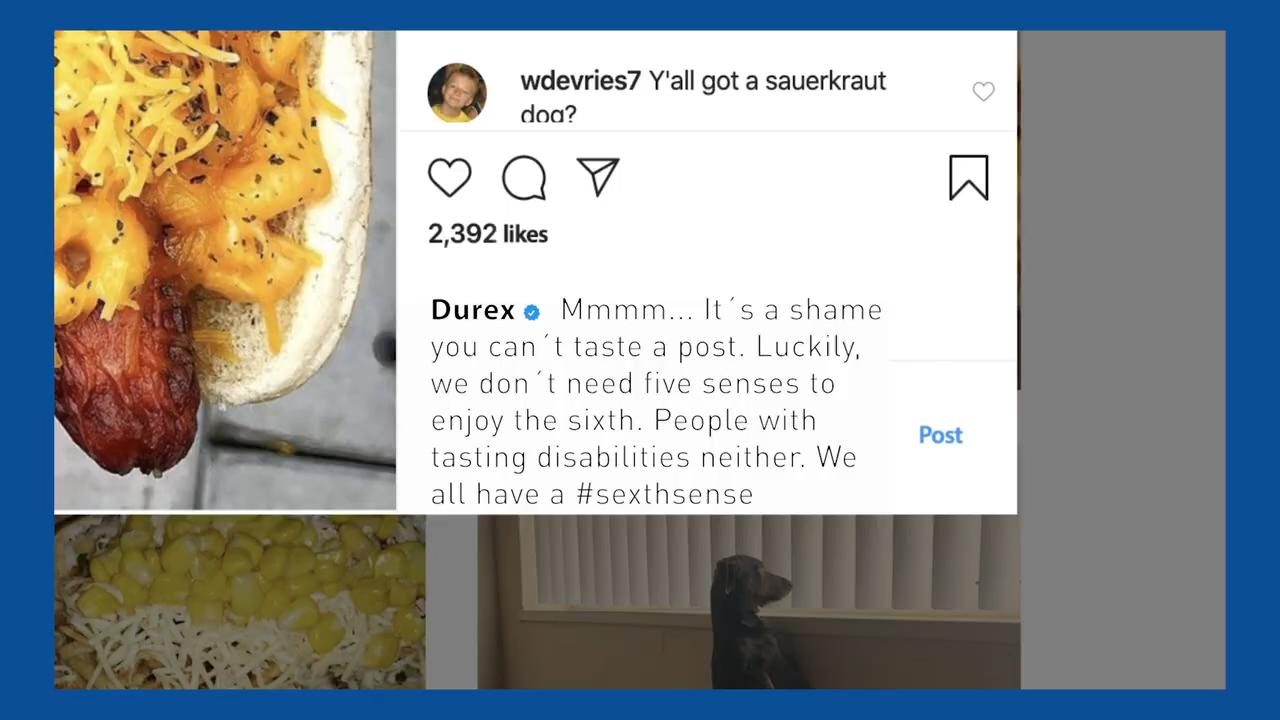 wdevries7 Y'all got a sauerkraut
dog?
2,392 likes
Durex Mmmm... It´s a shame
you can´t taste a post. Luckily,
we don´t need five senses to
enjoy the sixth. People with
tasting disabilities neither. We
all have a #sexthsense
Post